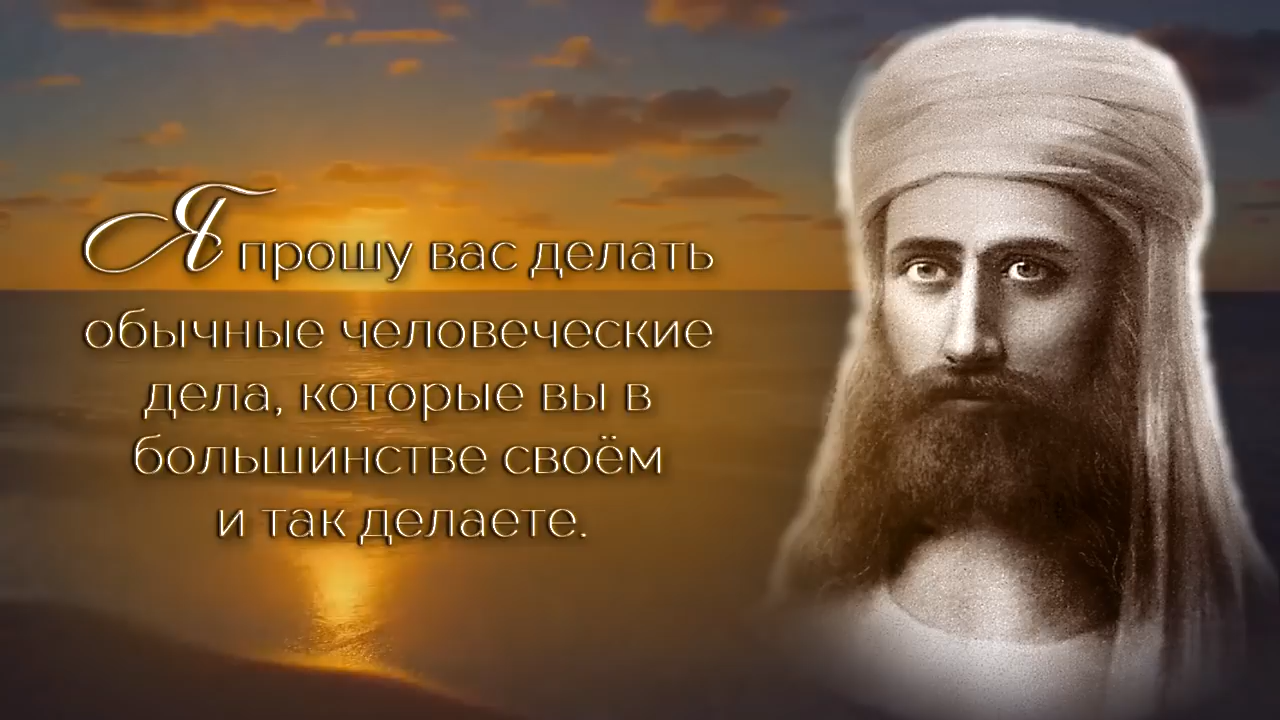 Я прошу вас делать
обычные человеческие
дела, которые вы в
большинстве своём
и так делаете.